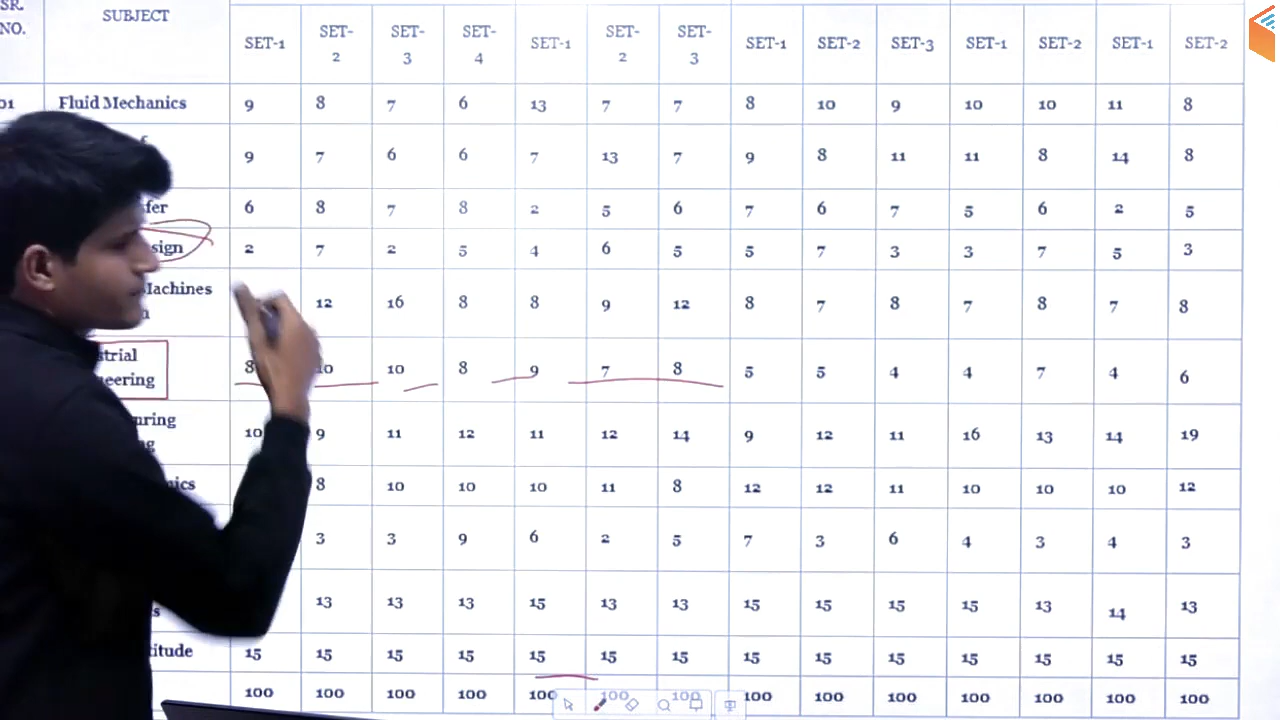 SR. SUBJECT
NO. SET-1 SET-2 SET-3 SET-4 SET-1 SET-2 SET-3 SET-1 SET-2 SET-3 SET-1 SET-2 SET-1 SET-2
01 Fluid Mechanics 9 8 7 6 13 7 7 8 10 9 10 10 11 8
9 7 6 6 7 13 7 9 8 11 11 8 14 8
fer 6 8 7 8 2 5 6 7 6 7 5 6 2 5
sign 2 7 2 5 4 6 5 5 7 3 3 7 5 3
Machines
12 16 8 8 9 12 8 7 8 7 8 7 8
strial
eering 8 10 10 8 9 7 8 5 5 4 4 7 4 6
uring
10 9 11 12 11 12 14 9 12 11 16 13 14 19
ics 8 10 10 10 11 8 12 12 11 10 10 10 12
3 3 9 6 2 5 7 3 6 4 3 4 3
s 13 13 13 15 13 13 15 15 15 15 13 14 13
titude 15 15 15 15 15 15 15 15 15 15 15 15 15 15
100 100 100 100 100 100 100 100 100 100 100 100 100 100